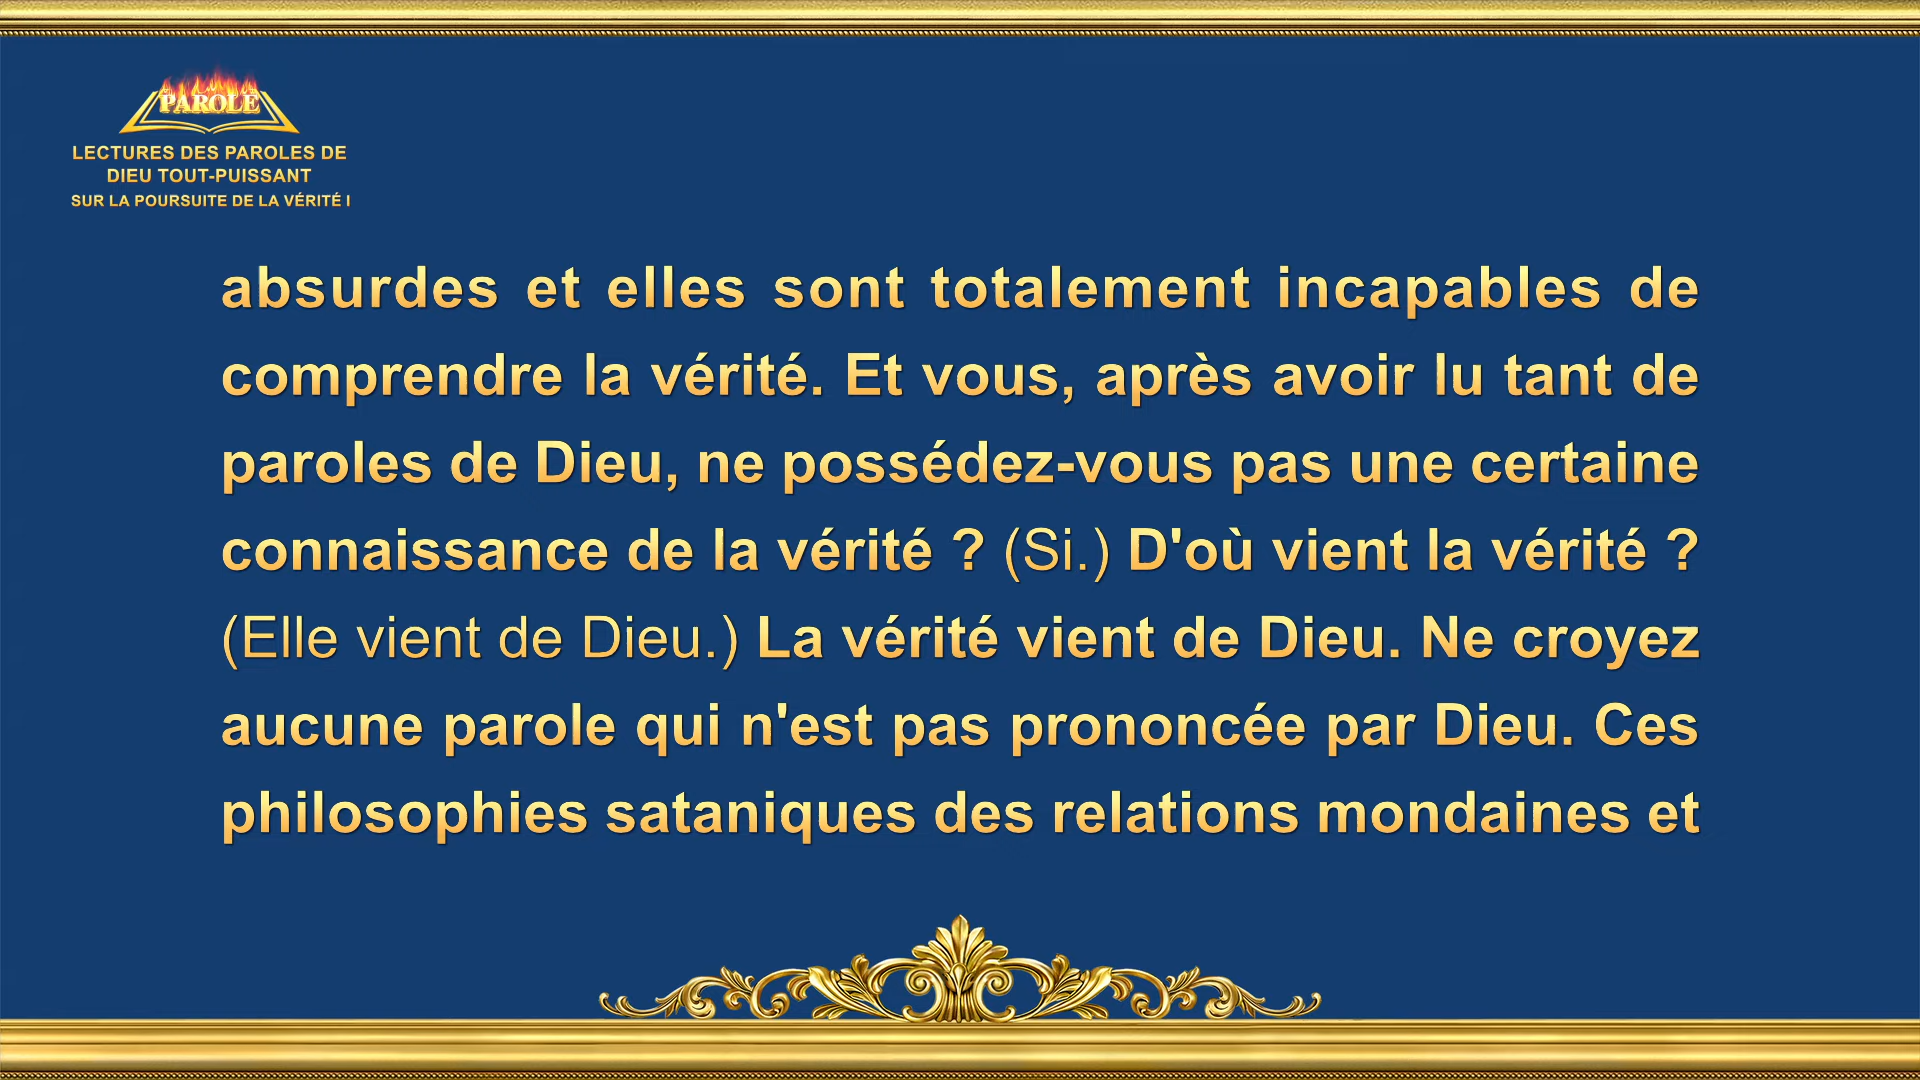 PAROLE
LECTURES DES PAROLES DE
DIEU TOUT-PUISSANT
SUR LA POURSUITE DE LA VÉRITÉ I
absurdes et elles sont totalement incapables de
comprendre la vérité. Et vous, après avoir lu tant de
paroles de Dieu, ne possédez-vous pas une certaine
connaissance de la vérité ? (Si.) D'où vient la vérité ?
(Elle vient de Dieu.) La vérité vient de Dieu. Ne croyez
aucune parole qui n'est pas prononcée par Dieu. Ces
philosophies sataniques des relations mondaines et